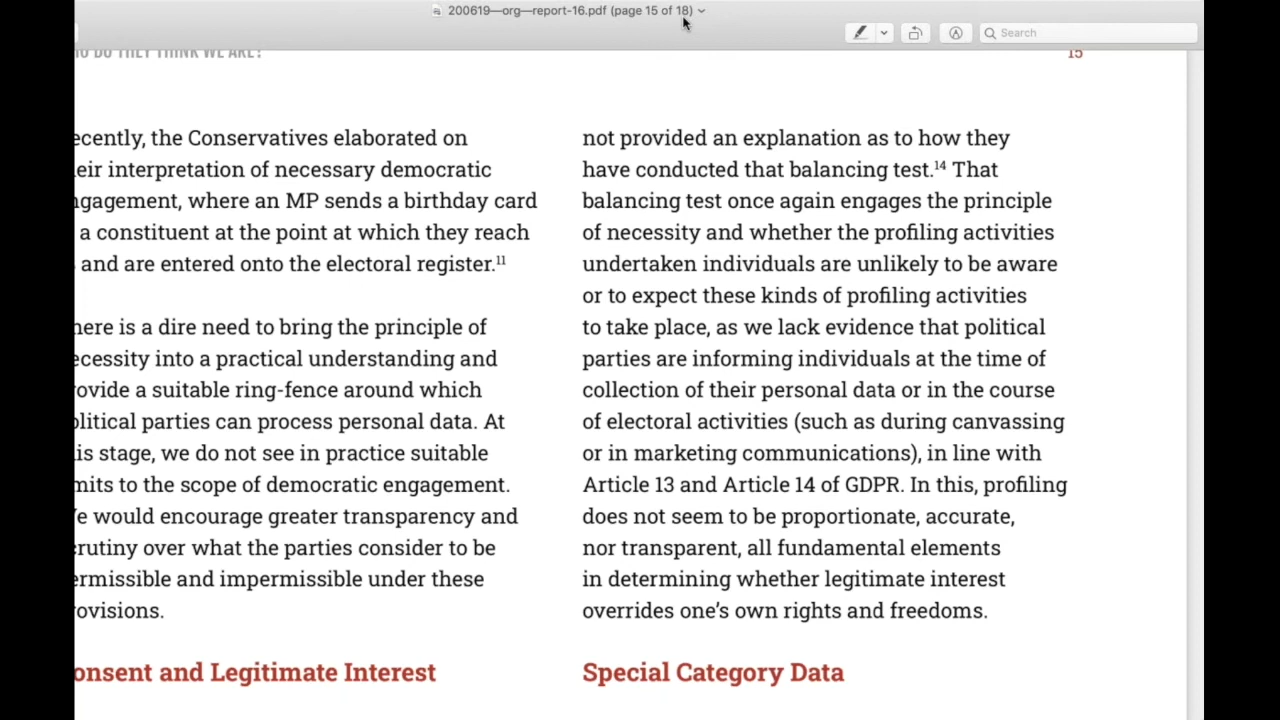 200619—org—report-16.pdf (page 15 of 18)
Search
O DO THEY THINK WE ARE?
15
ecently, the Conservatives elaborated on
eir interpretation of necessary democratic
ngagement, where an MP sends a birthday card
a constituent at the point at which they reach
and are entered onto the electoral register.11
here is a dire need to bring the principle of
ecessity into a practical understanding and
ovide a suitable ring-fence around which
olitical parties can process personal data. At
is stage, we do not see in practice suitable
mits to the scope of democratic engagement.
e would encourage greater transparency and
crutiny over what the parties consider to be
ermissible and impermissible under these
ovisions.
onsent and Legitimate Interest
not provided an explanation as to how they
have conducted that balancing test.14 That
balancing test once again engages the principle
of necessity and whether the profiling activities
undertaken individuals are unlikely to be aware
or to expect these kinds of profiling activities
to take place, as we lack evidence that political
parties are informing individuals at the time of
collection of their personal data or in the course
of electoral activities (such as during canvassing
or in marketing communications), in line with
Article 13 and Article 14 of GDPR. In this, profiling
does not seem to be proportionate, accurate,
nor transparent, all fundamental elements
in determining whether legitimate interest
overrides one’s own rights and freedoms.
Special Category Data